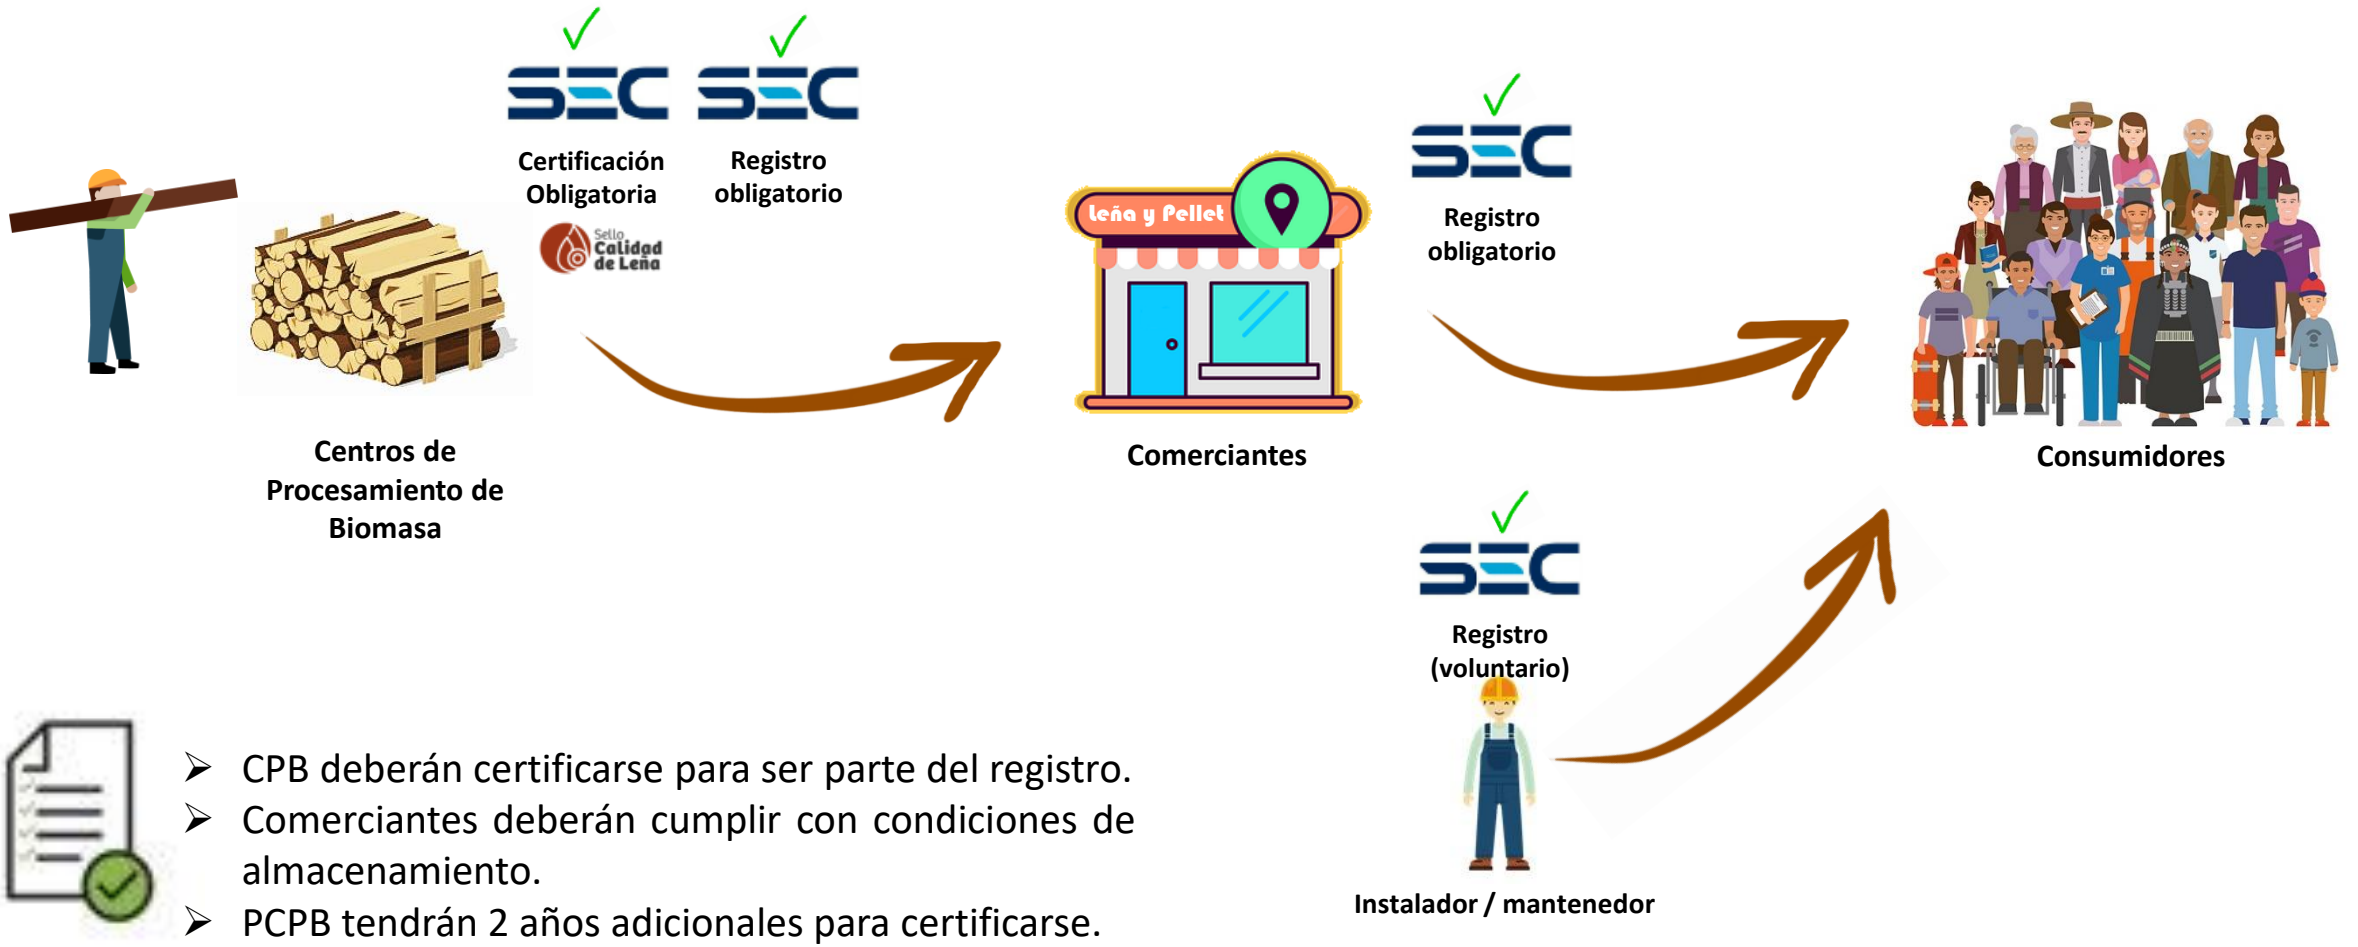 SEC
SEC
Certificación
Obligatoria
Registro
obligatorio
Sello
Calidad
de Leña
Centros de
Procesamiento de
Biomasa
Leña y Pellet
Comerciantes
SEC
Registro
obligatorio
Consumidores
SEC
Registro
(voluntario)
Instalador / mantenedor
➢ CPB deberán certificarse para ser parte del registro.
➢ Comerciantes deberán cumplir con condiciones de
almacenamiento.
➢ PCPB tendrán 2 años adicionales para certificarse.